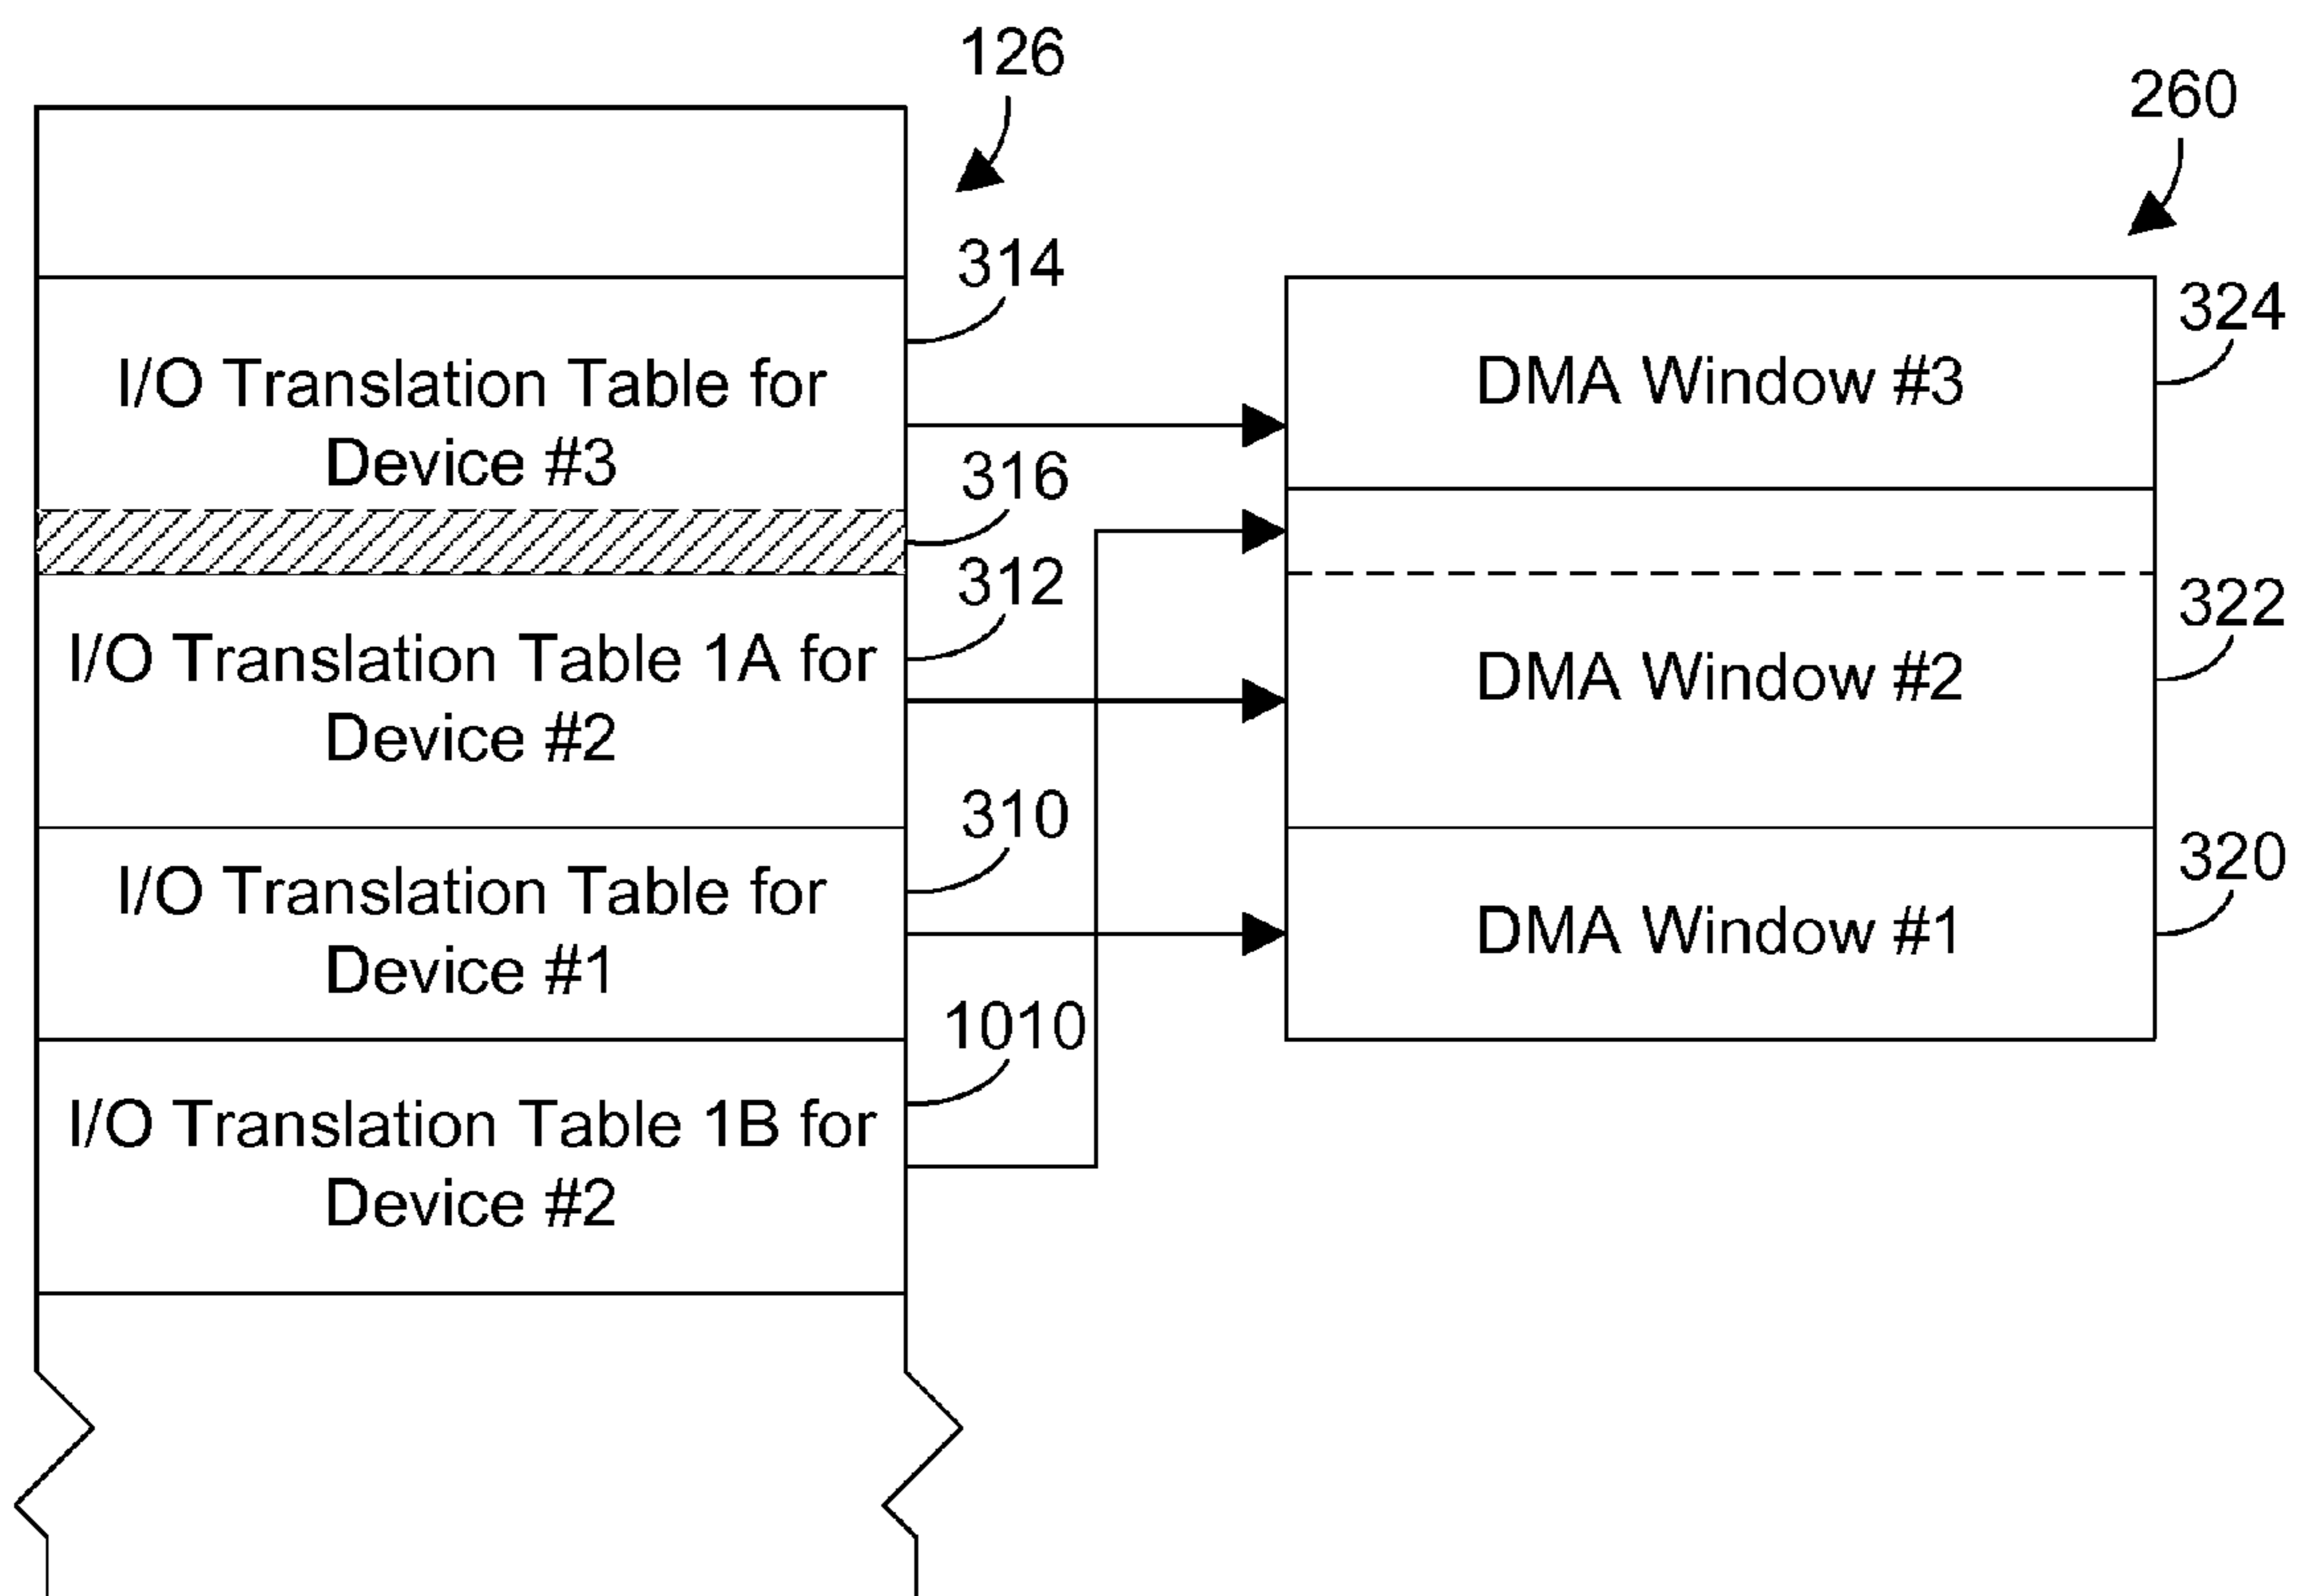 126
260
314
324
I/O Translation Table for
Device #3
DMA Window #3
316
312
322
I/O Translation Table 1A for
Device #2
DMA Window #2
310
320
I/O Translation Table for
Device #1
DMA Window #1
1010
I/O Translation Table 1B for
Device #2